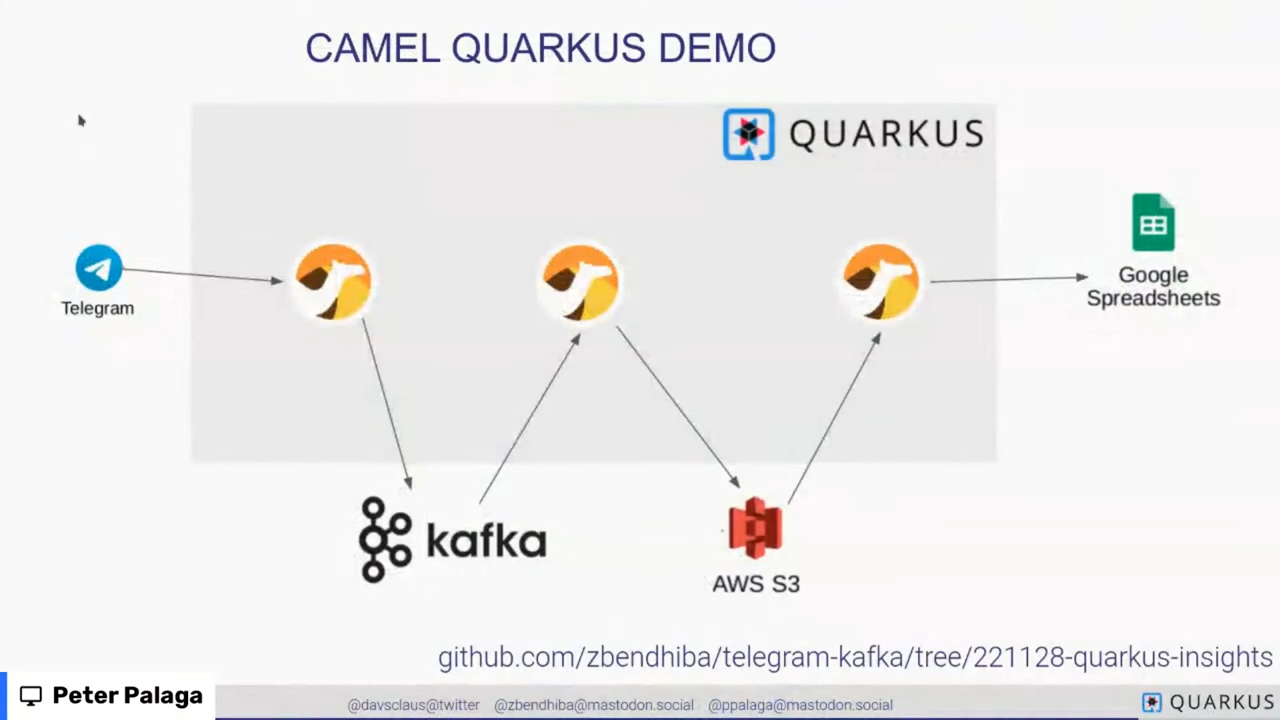 CAMEL QUARKUS DEMO
QUARKUS
Telegram
Google
Spreadsheets
kafka
AWS S3
github.com/zbendhiba/telegram-kafka/tree/221128-quarkus-insights
Peter Palaga
@davsclaus@twitter @zbendhiba@mastodon.social @ppalaga@mastodon.social
QUARKUS